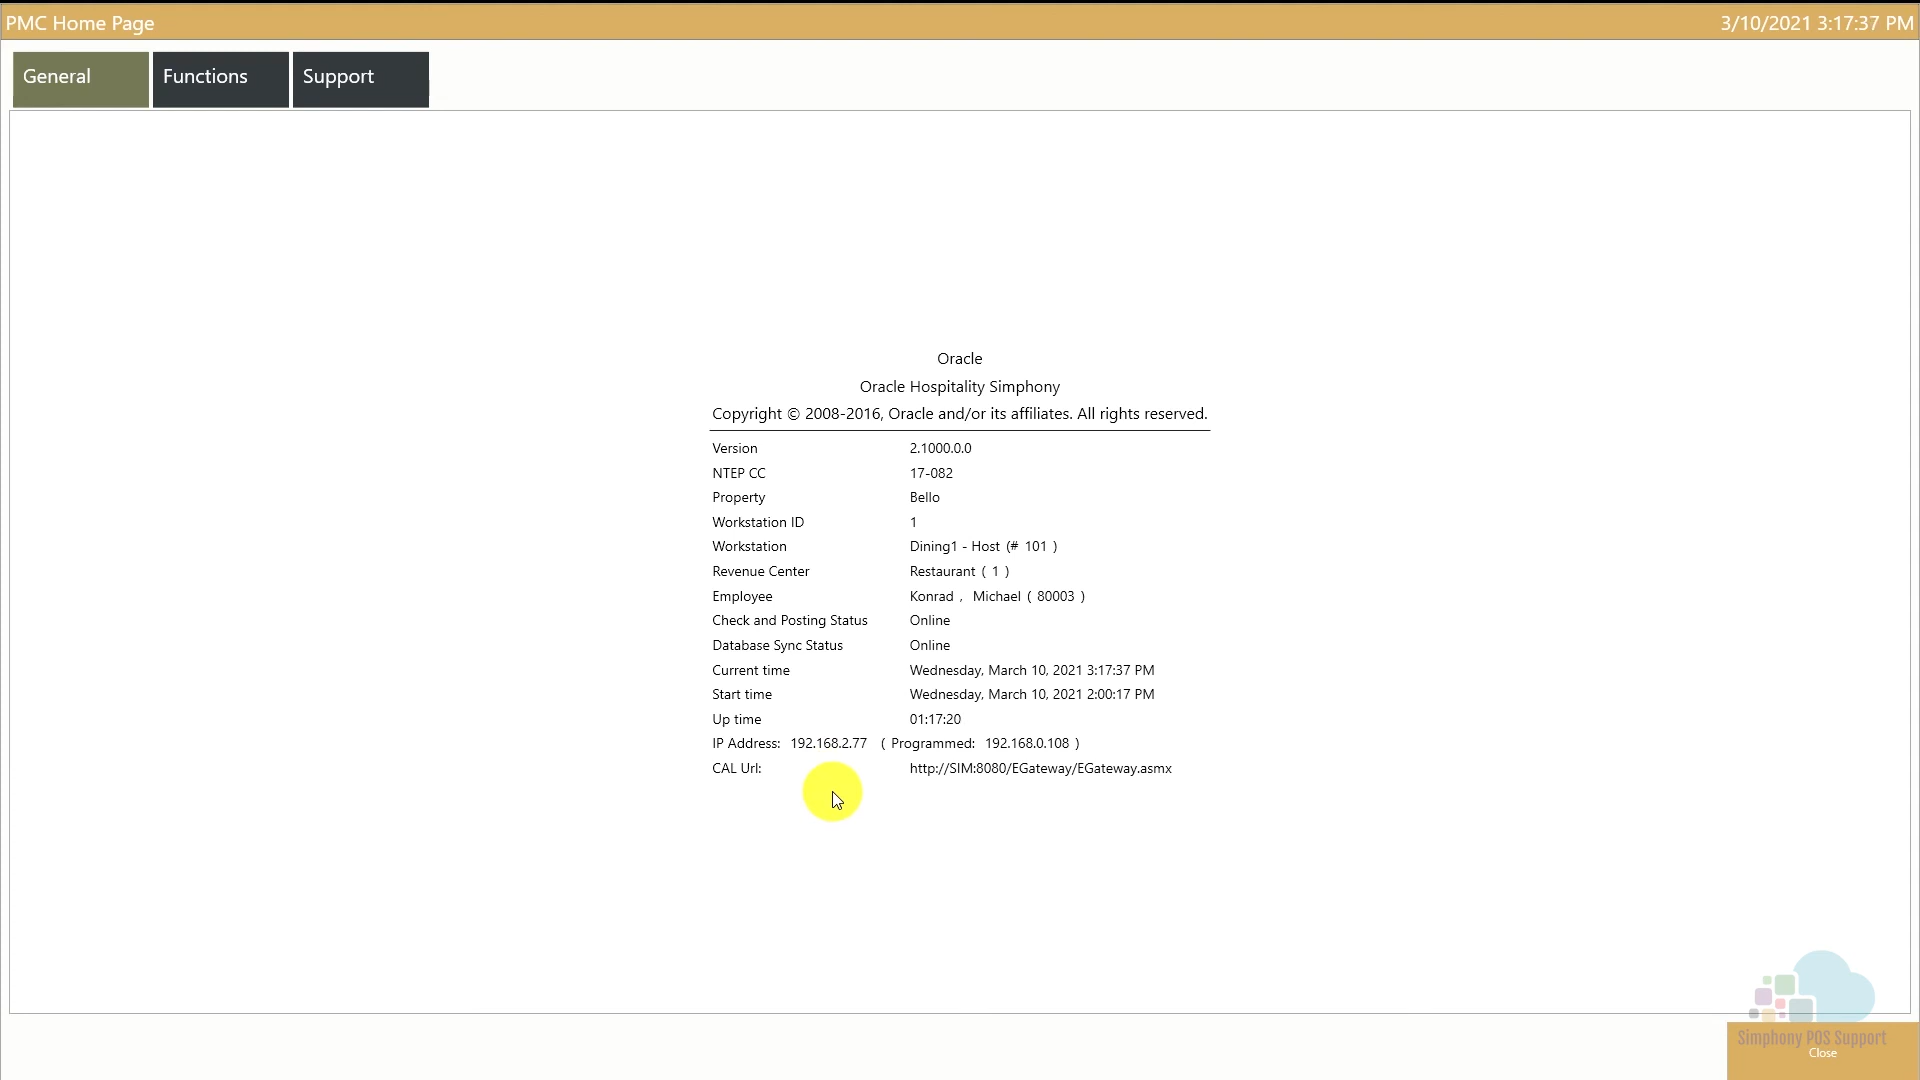 PMC Home Page 3/10/2021 3:17:37 PM
General Functions Support
Oracle
Oracle Hospitality Simphony
Copyright © 2008-2016, Oracle and/or its affiliates. All rights reserved.
Version 2.1000.0.0
NTEP CC 17-082
Property Bello
Workstation ID 1
Workstation Dining1 - Host (# 101 )
Revenue Center Restaurant ( 1 )
Employee Konrad , Michael ( 80003 )
Check and Posting Status Online
Database Sync Status Online
Current time Wednesday, March 10, 2021 3:17:37 PM
Start time Wednesday, March 10, 2021 2:00:17 PM
Up time 01:17:20
IP Address: 192.168.2.77 ( Programmed: 192.168.0.108 )
CAL Url: http://SIM:8080/EGateway/EGateway.asmx
Simphony POS Support
Close